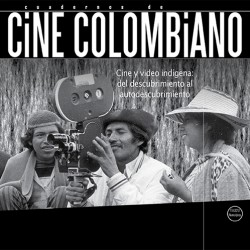 cuadernos de
CiNE COLOMBiANO
Cine y video indígena:
del descubrimiento al
autodescubrimiento